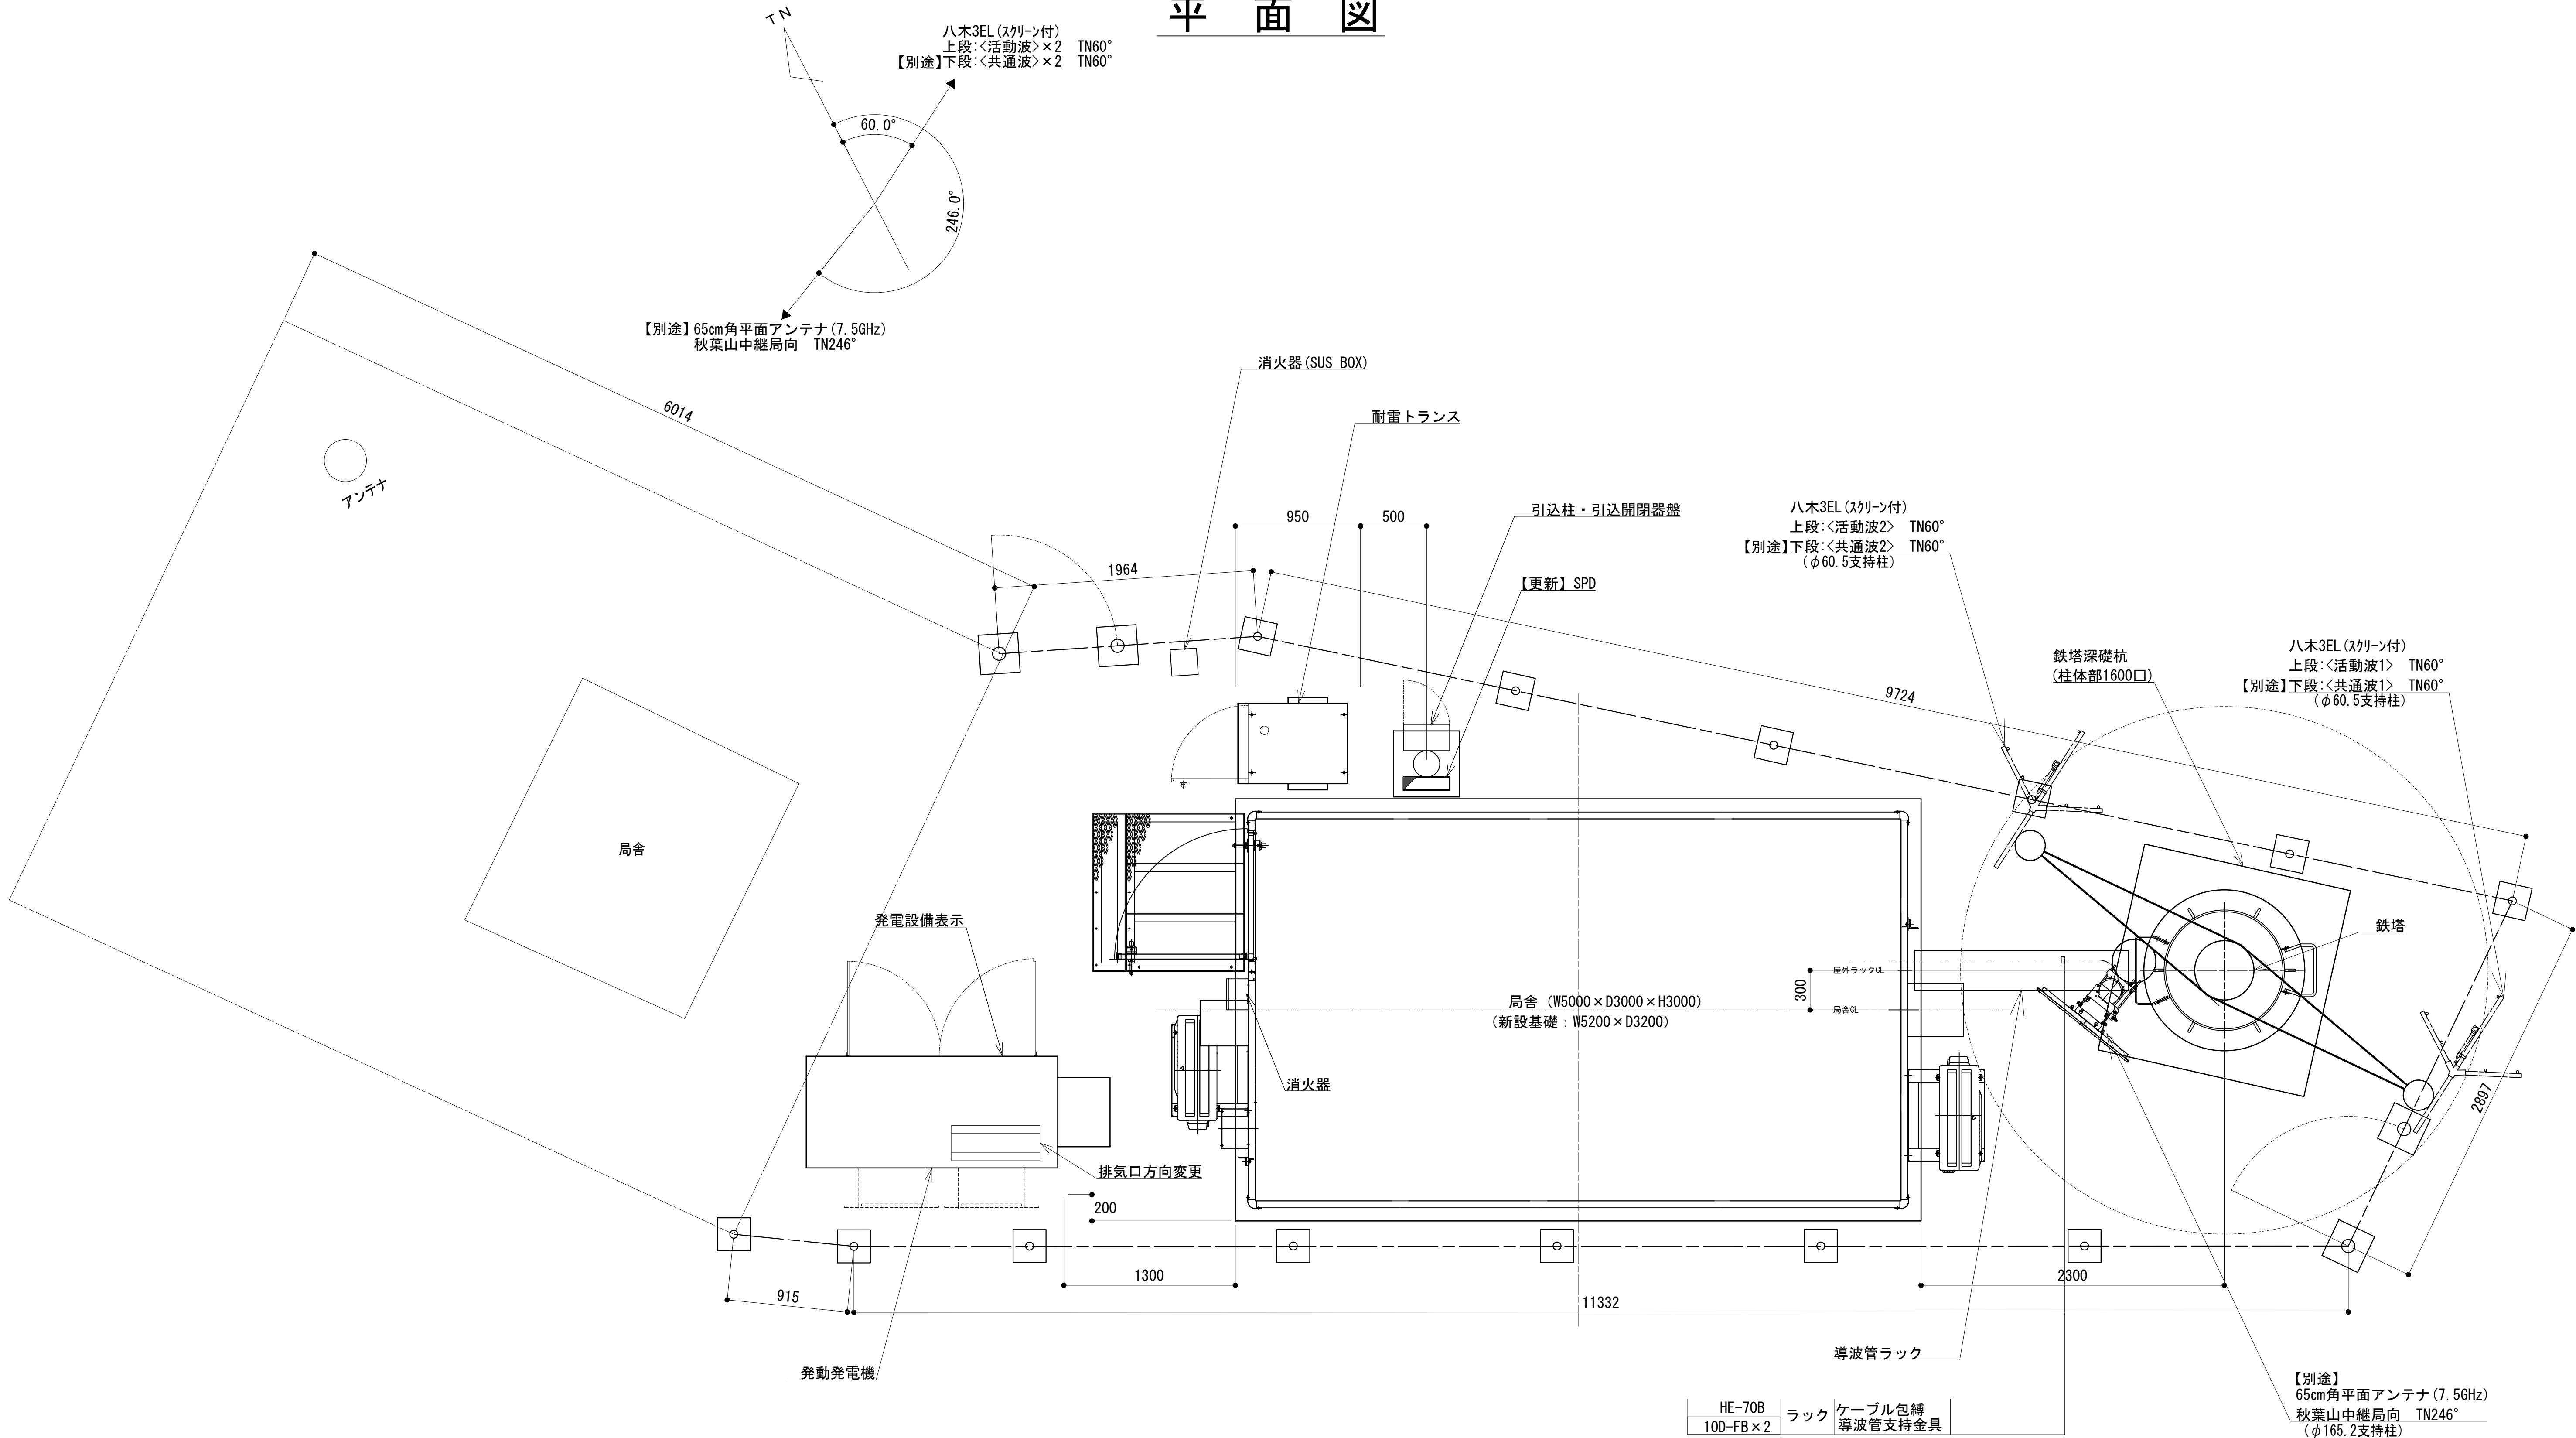 平　面　図
TN
八木3EL(ｽｸﾘｰﾝ付)
上段:<活動波>×2　TN60°
【別途】下段:<共通波>×2　TN60°
60.0°
246.0°
【別途】65cm角平面アンテナ(7.5GHz)
秋葉山中継局向　TN246°
消火器(SUS BOX)
6014
耐雷トランス
アンテナ
950
500
引込柱・引込開閉器盤
八木3EL(ｽｸﾘｰﾝ付)
上段:<活動波2>　TN60°
【別途】下段:<共通波2>　TN60°
(φ60.5支持柱)
1964
【更新】SPD
鉄塔深礎杭
(柱体部1600口)
八木3EL(ｽｸﾘｰﾝ付)
上段:<活動波1>　TN60°
【別途】下段:<共通波1>　TN60°
(φ60.5支持柱)
9724
局舎
発電設備表示
鉄塔
屋外ラックCL
300
局舎CL
局舎（W5000×D3000×H3000）
（新設基礎：W5200×D3200）
消火器
2897
排気口方向変更
200
1300
2300
915
11332
発動発電機
導波管ラック
【別途】
65cm角平面アンテナ(7.5GHz)
秋葉山中継局向　TN246°
(φ165.2支持柱)
HE-70B
10D-FB×2
ラック
ケーブル包縛
導波管支持金具